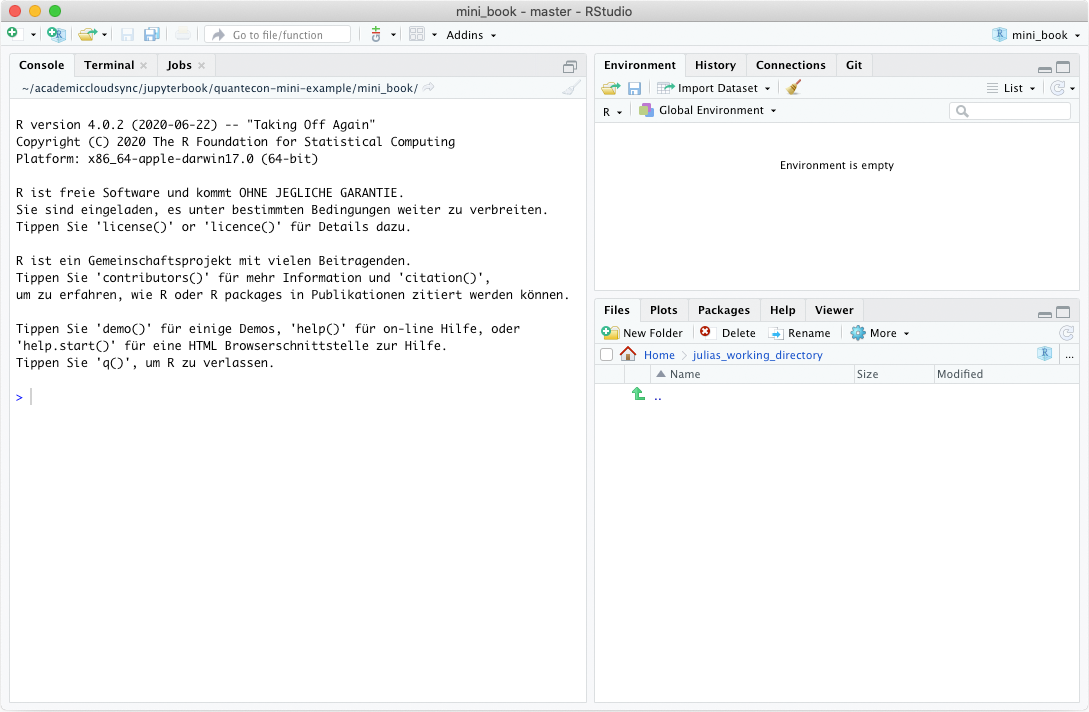 mini_book - master - RStudio
Go to file/function
Addins
mini_book
Console Terminal Jobs
~/academiccloudsync/jupyterbook/quantecon-mini-example/mini_book/
R version 4.0.2 (2020-06-22) -- "Taking Off Again"
Copyright (C) 2020 The R Foundation for Statistical Computing
Platform: x86_64-apple-darwin17.0 (64-bit)
R ist freie Software und kommt OHNE JEGLICHE GARANTIE.
Sie sind eingeladen, es unter bestimmten Bedingungen weiter zu verbreiten.
Tippen Sie 'license()' or 'licence()' für Details dazu.
R ist ein Gemeinschaftsprojekt mit vielen Beitragenden.
Tippen Sie 'contributors()' für mehr Information und 'citation()',
um zu erfahren, wie R oder R packages in Publikationen zitiert werden können.
Tippen Sie 'demo()' für einige Demos, 'help()' für on-line Hilfe, oder
'help.start()' für eine HTML Browserschnittstelle zur Hilfe.
Tippen Sie 'q()', um R zu verlassen.
>
Environment History Connections Git
Import Dataset List
R Global Environment
Environment is empty
Files Plots Packages Help Viewer
New Folder Delete Rename More
Home julias_working_directory R ...
Name Size Modified
..